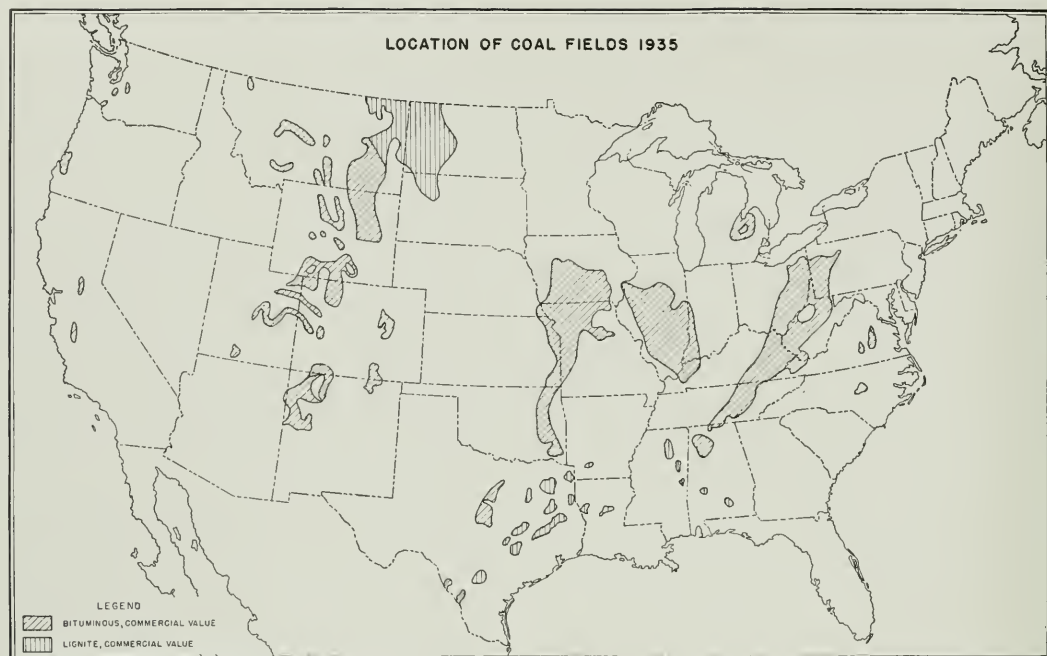 LOCATION OF COAL FIELDS 1935
LEGEND
BITUMINOUS, COMMERCIAL VALUE
LIGNITE, COMMERCIAL VALUE